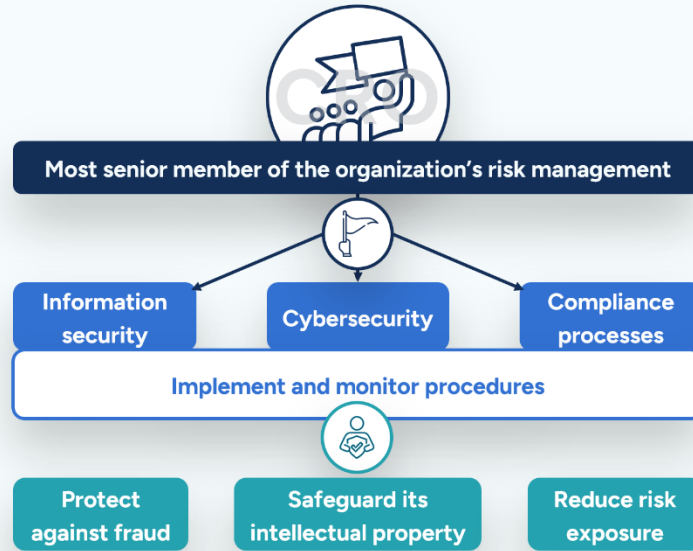 CRO
Most senior member of the organization's risk management
Information
security
Cybersecurity
Compliance
processes
Implement and monitor procedures
Protect
against fraud
Safeguard its
intellectual property
Reduce risk
exposure